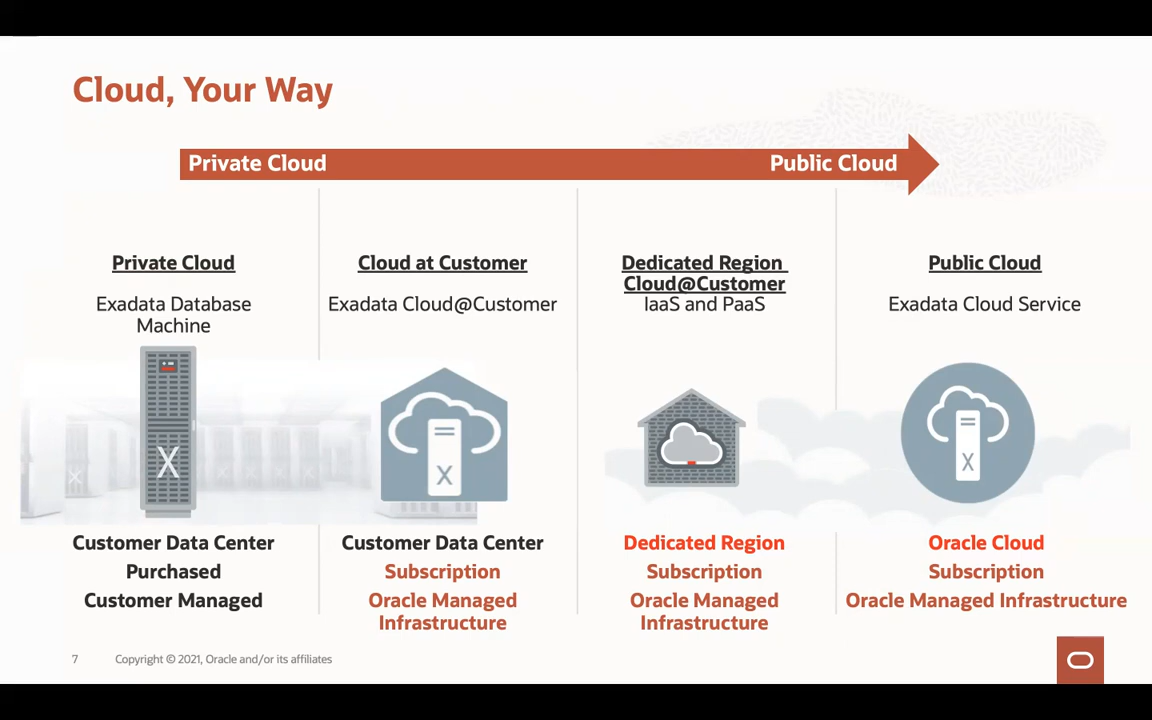 Cloud, Your Way
Private Cloud
Public Cloud
Private Cloud
Exadata Database
Machine
X
Customer Data Center
Purchased
Customer Managed
Cloud at Customer
Exadata Cloud@Customer
X
Customer Data Center
Subscription
Oracle Managed
Infrastructure
Dedicated Region
Cloud@Customer
IaaS and PaaS
Dedicated Region
Subscription
Oracle Managed
Infrastructure
Public Cloud
Exadata Cloud Service
X
Oracle Cloud
Subscription
Oracle Managed Infrastructure
7
Copyright © 2021, Oracle and/or its affiliates